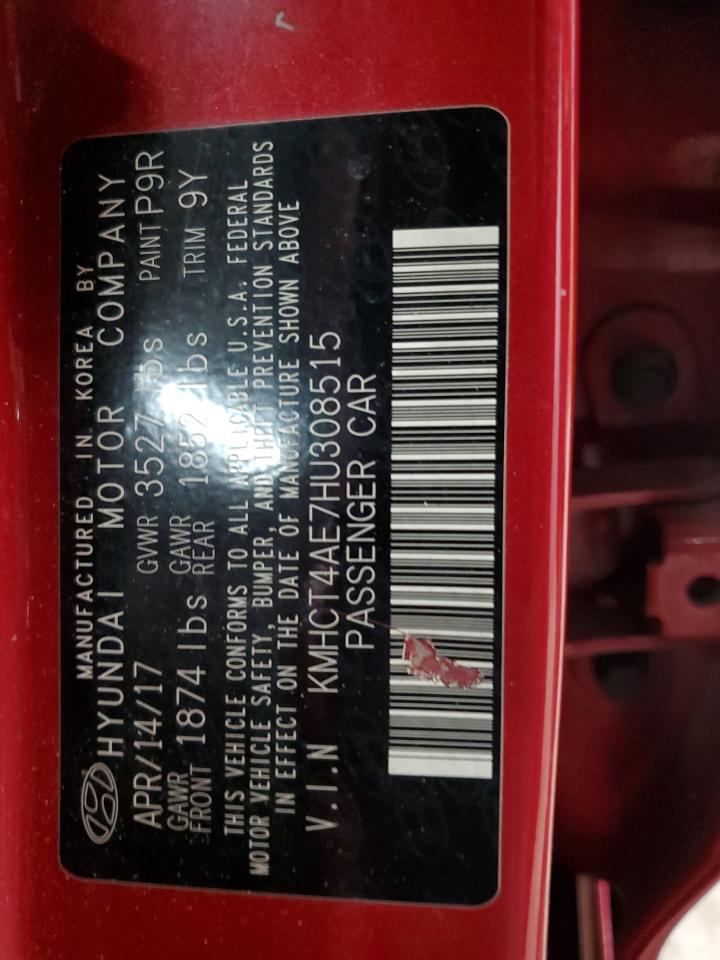 MANUFACTURED IN KOREA BY
HYUNDAI MOTOR COMPANY
APR/14/17 GVWR 3527 lbs PAINT P9R
GAWR FRONT 1874 lbs GAWR REAR 1852 lbs TRIM 9Y
THIS VEHICLE CONFORMS TO ALL APPLICABLE U.S.A. FEDERAL
MOTOR VEHICLE SAFETY, BUMPER, AND THEFT PREVENTION STANDARDS
IN EFFECT ON THE DATE OF MANUFACTURE SHOWN ABOVE
V.I.N KMHCT4AE7HU308515
PASSENGER CAR